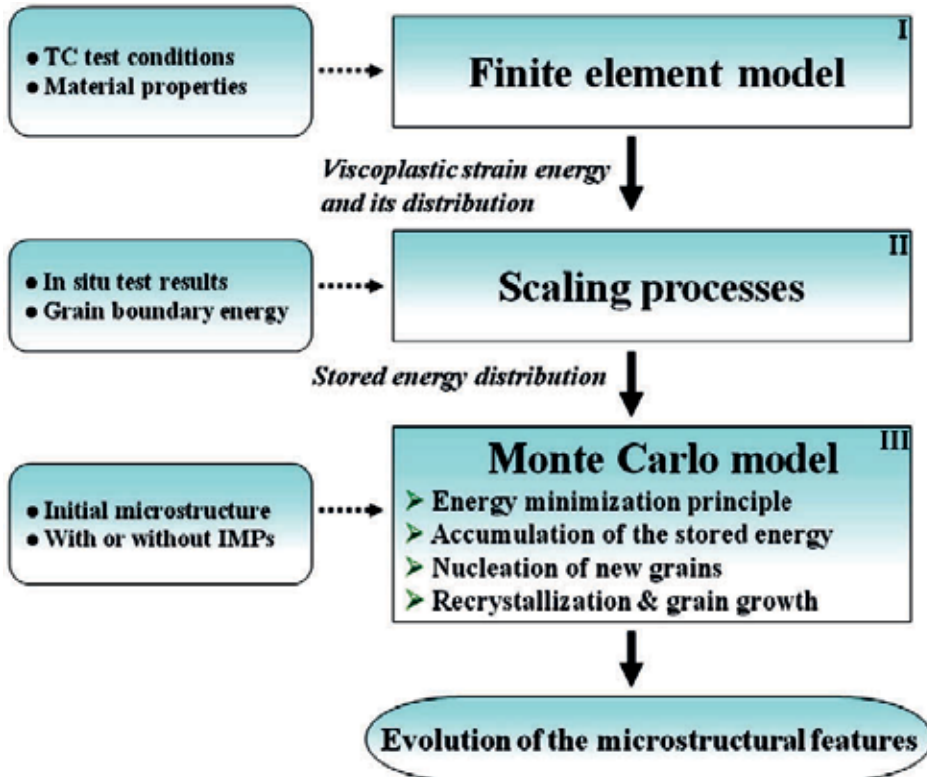 ● TC test conditions
● Material properties
I
Finite element model
Viscoplastic strain energy
and its distribution
● In situ test results
● Grain boundary energy
II
Scaling processes
Stored energy distribution
● Initial microstructure
● With or without IMPs
III
Monte Carlo model
➢ Energy minimization principle
➢ Accumulation of the stored energy
➢ Nucleation of new grains
➢ Recrystallization & grain growth
Evolution of the microstructural features